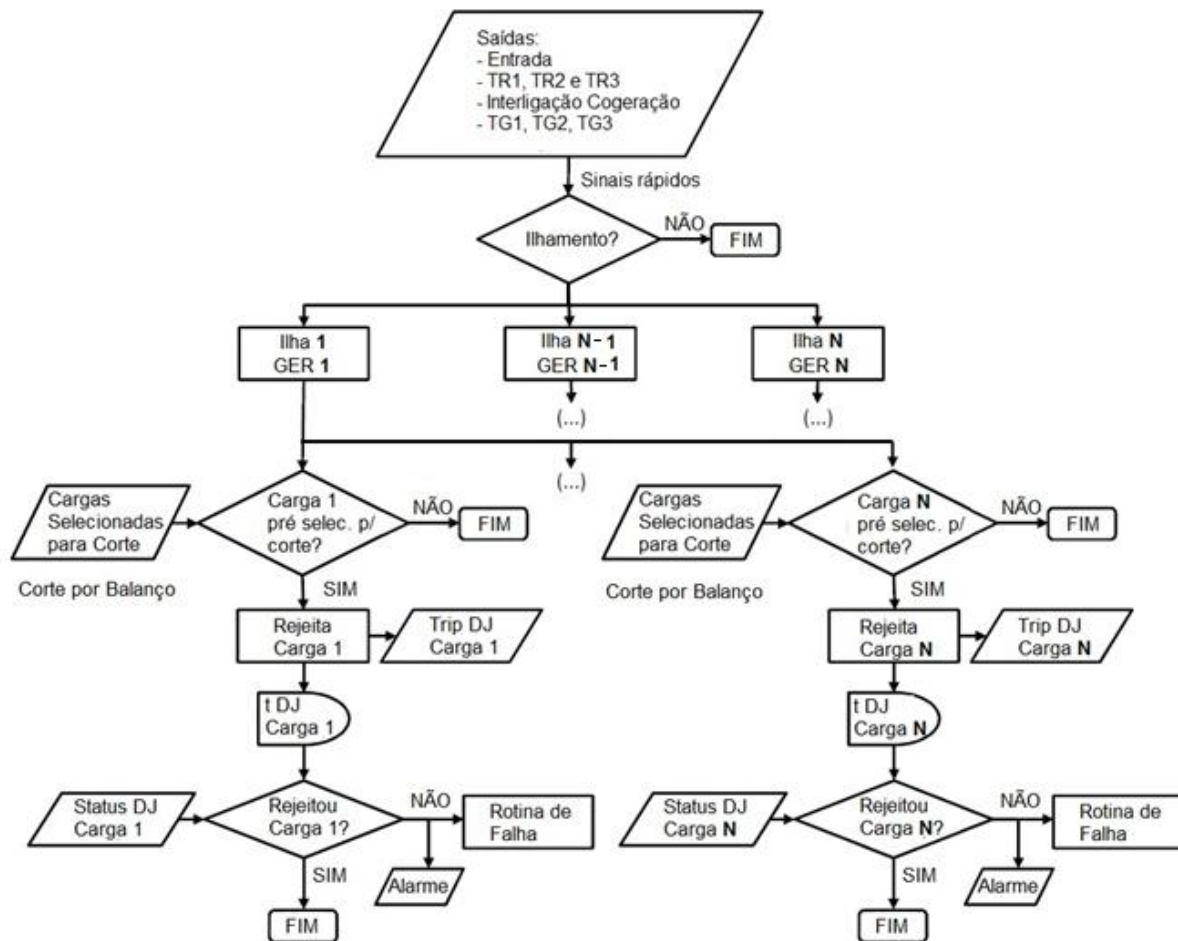 Saídas:
- Entrada
- TR1, TR2 e TR3
- Interligação Cogeração
- TG1, TG2, TG3
Sinais rápidos
Ilhamento?
NÃO
FIM
Ilha 1
GER 1
Ilha N-1
GER N-1
Ilha N
GER N
(...)
(...)
(...)
Cargas
Selecionadas
para Corte
Carga 1
pré selec. p/
corte?
NÃO
FIM
Corte por Balanço
SIM
Rejeita
Carga 1
Trip DJ
Carga 1
t DJ
Carga 1
Status DJ
Carga 1
Rejeitou
Carga 1?
NÃO
Rotina de
Falha
Alarme
SIM
FIM
Cargas
Selecionadas
para Corte
Carga N
pré selec. p/
corte?
NÃO
FIM
Corte por Balanço
SIM
Rejeita
Carga N
Trip DJ
Carga N
t DJ
Carga N
Status DJ
Carga N
Rejeitou
Carga N?
NÃO
Rotina de
Falha
Alarme
SIM
FIM